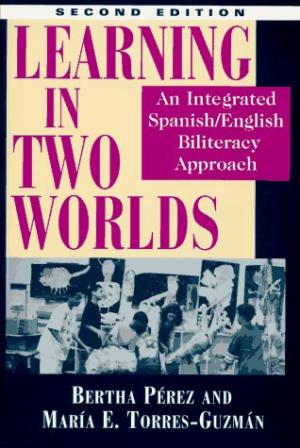 SECOND EDITION
LEARNING
IN
TWO
WORLDS
An Integrated
Spanish/English
Biliteracy
Approach
BERTHA PÉREZ AND
MARÍA E. TORRES-GUZMÁN